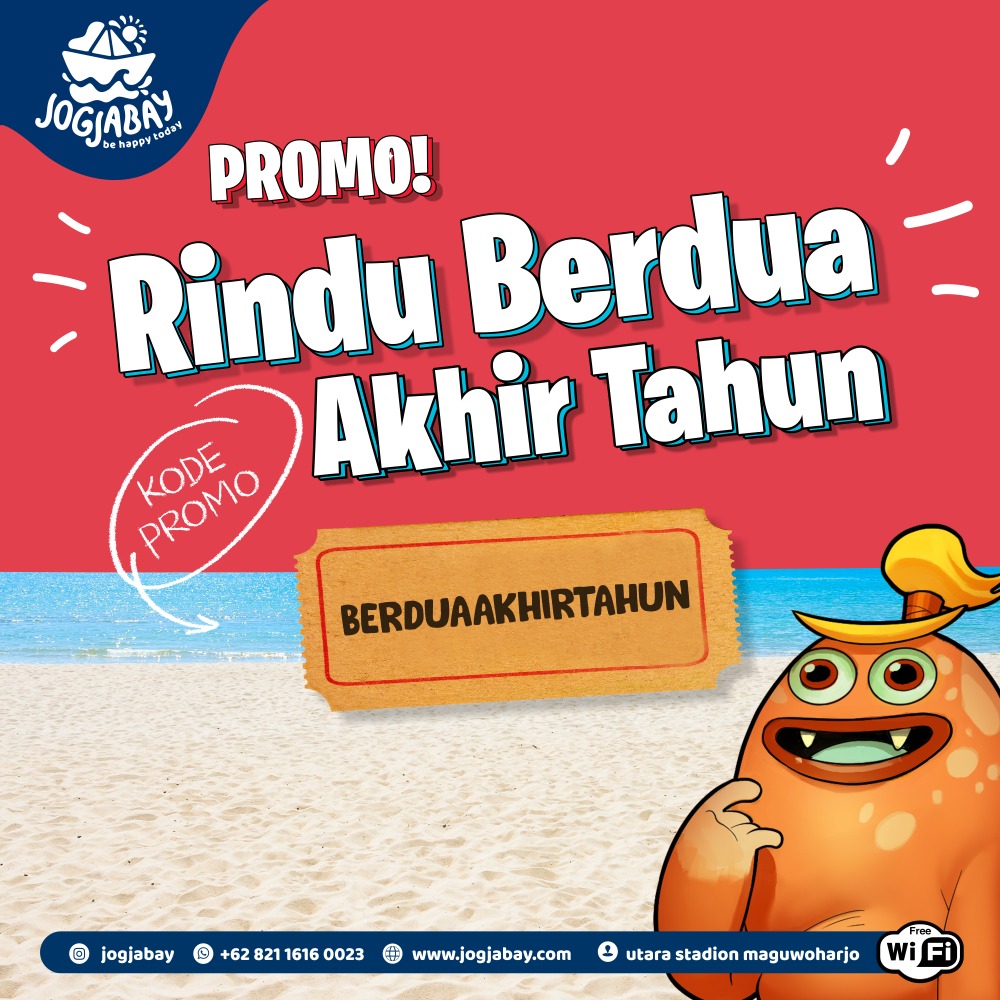 JOGJABAY
be happy today
PROMO!
Rindu Berdua
Akhir Tahun
KODE
PROMO
BERDUAAKHIRTAHUN
jogjabay +62 821 1616 0023 www.jogjabay.com utara stadion maguwoharjo
Free
WiFi